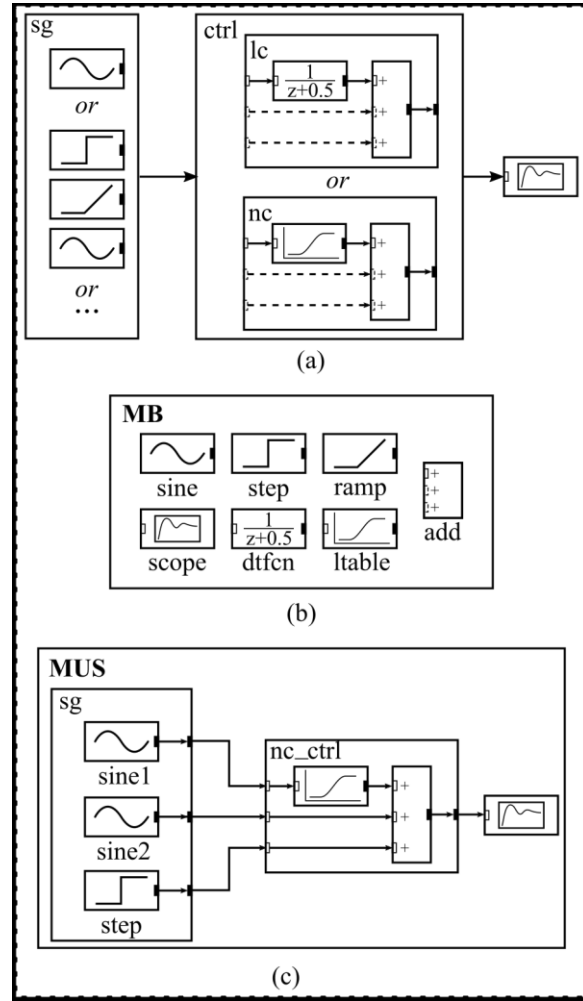 sg
or
or
...
ctrl
lc
1
z+0.5
+
+
+
or
nc
+
+
+
(a)
MB
sine
step
ramp
+
+
+
add
scope
1
z+0.5
dtfcn
ltable
(b)
MUS
sg
sine1
sine2
step
nc_ctrl
+
+
+
(c)